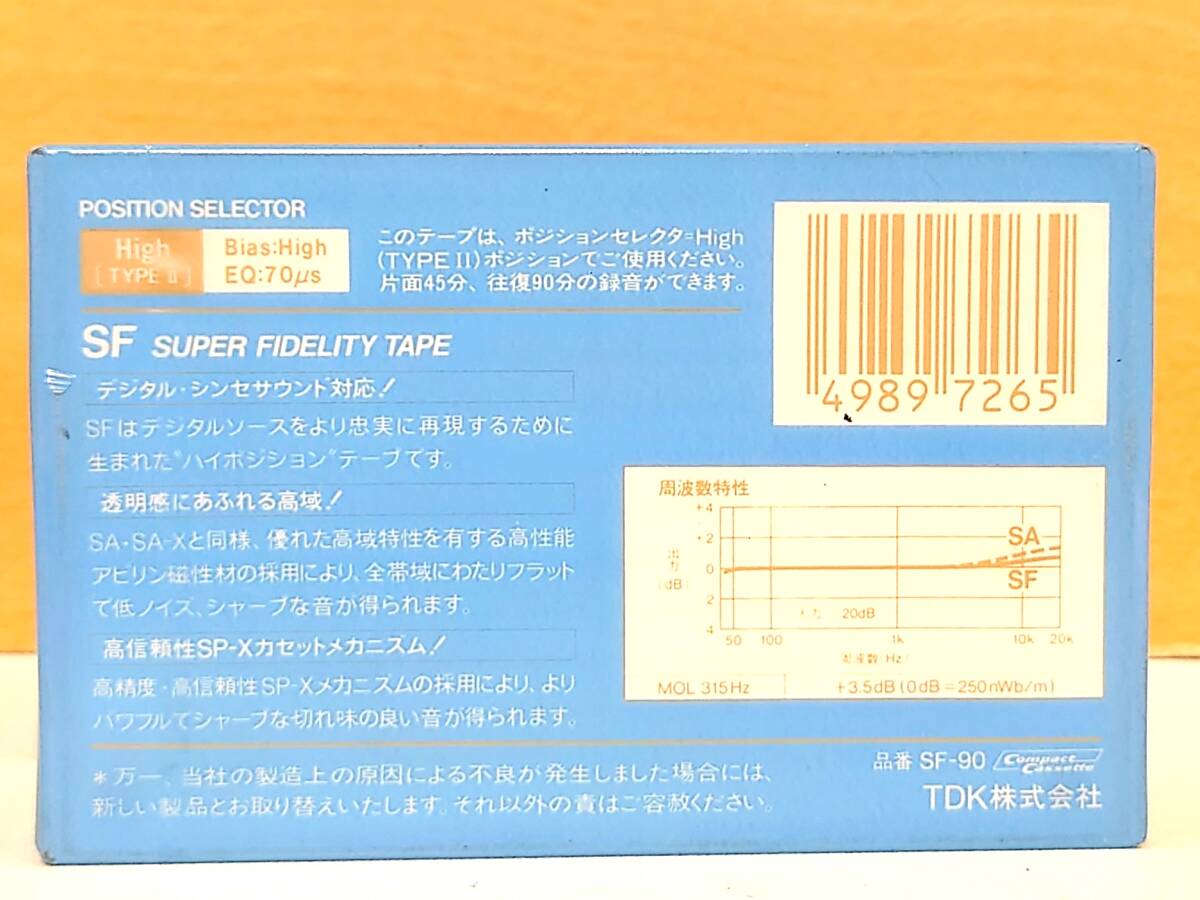 POSITION SELECTOR
High
[TYPE II]
Bias:High
EQ:70μs
このテープは、ポジションセレクタ=High
(TYPE II)ポジションでご使用ください。
片面45分、往復90分の録音ができます。
SF SUPER FIDELITY TAPE
デジタル・シンセサウンド対応!
SFはデジタルソースをより忠実に再現するために
生まれた"ハイポジション"テープです。
透明感にあふれる高域!
SA・SA-Xと同様、優れた高域特性を有する高性能
アビリン磁性材の採用により、全帯域にわたりフラット
で低ノイズ、シャープな音が得られます。
高信頼性SP-Xカセットメカニズム!
高精度・高信頼性SP-Xメカニズムの採用により、より
パワフルでシャープな切れ味の良い音が得られます。
4989 7265
周波数特性
+4
+2
0
2
4
出力
(dB)
SA
SF
入力 20dB
50 100 1k 10k 20k
周波数(Hz)
MOL 315Hz +3.5dB(0dB=250nWb/m)
*万一、当社の製造上の原因による不良が発生しました場合には、
新しい製品とお取り替えいたします。それ以外の責はご容赦ください。
品番 SF-90 Compact Cassette
TDK株式会社